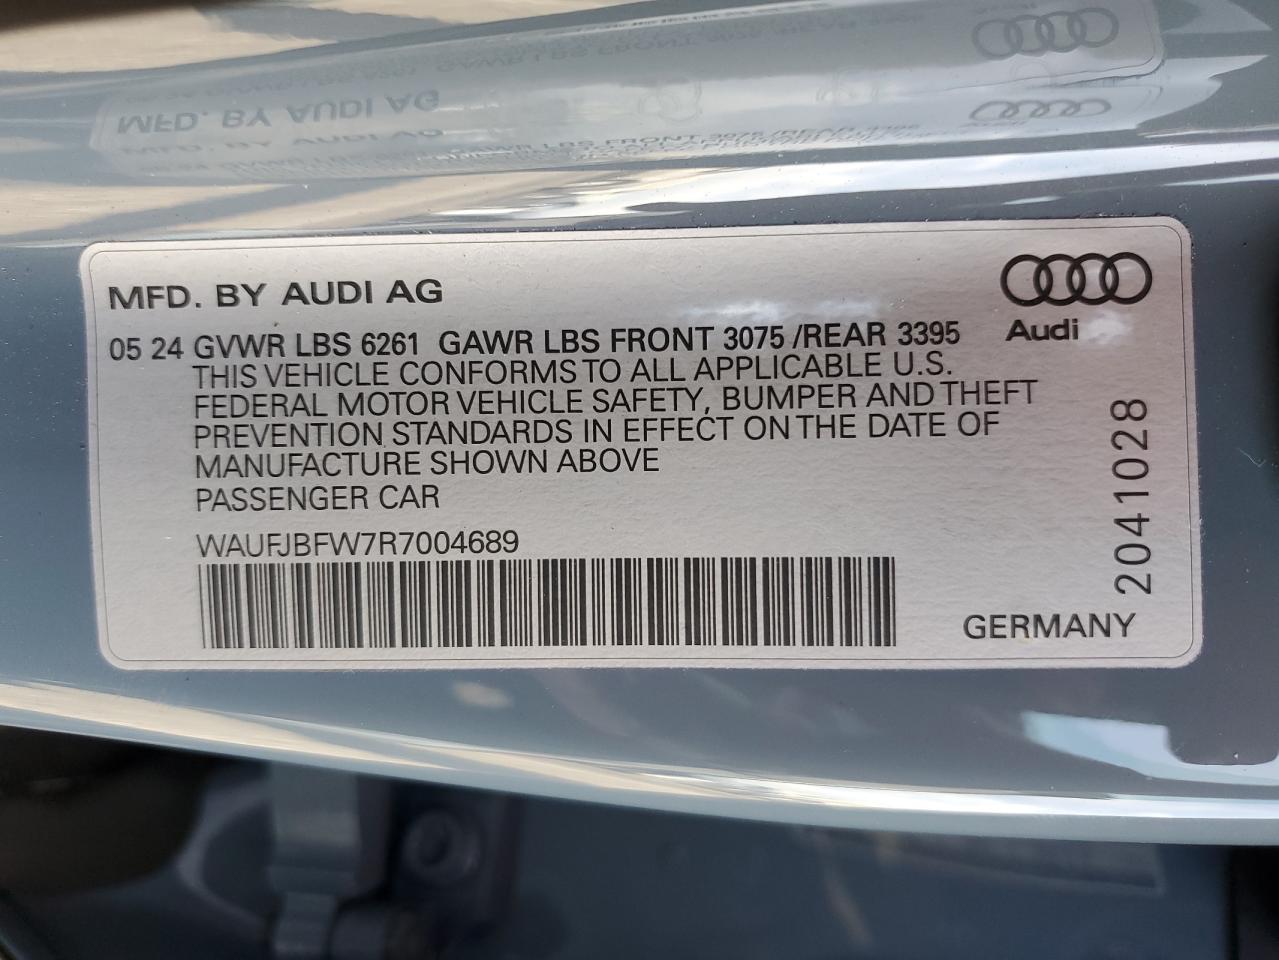 MFD. BY AUDI AG
Audi
05 24 GVWR LBS 6261 GAWR LBS FRONT 3075 /REAR 3395
THIS VEHICLE CONFORMS TO ALL APPLICABLE U.S.
FEDERAL MOTOR VEHICLE SAFETY, BUMPER AND THEFT
PREVENTION STANDARDS IN EFFECT ON THE DATE OF
MANUFACTURE SHOWN ABOVE
PASSENGER CAR
WAUFJBFW7R7004689
GERMANY
2041028